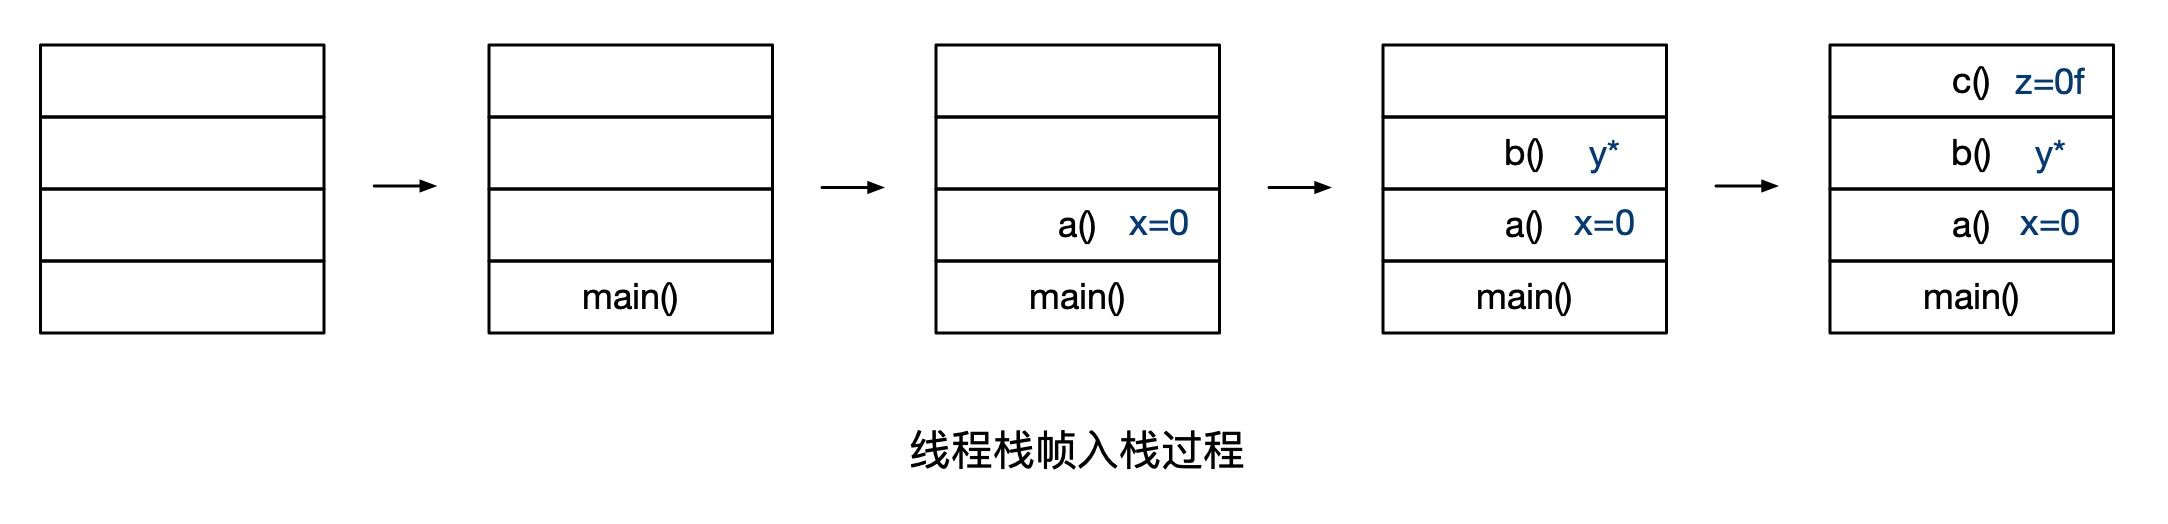 c() z=0f
b() y*
b() y*
a() x=0
a() x=0
a() x=0
main()
main()
main()
main()
线程栈帧入栈过程